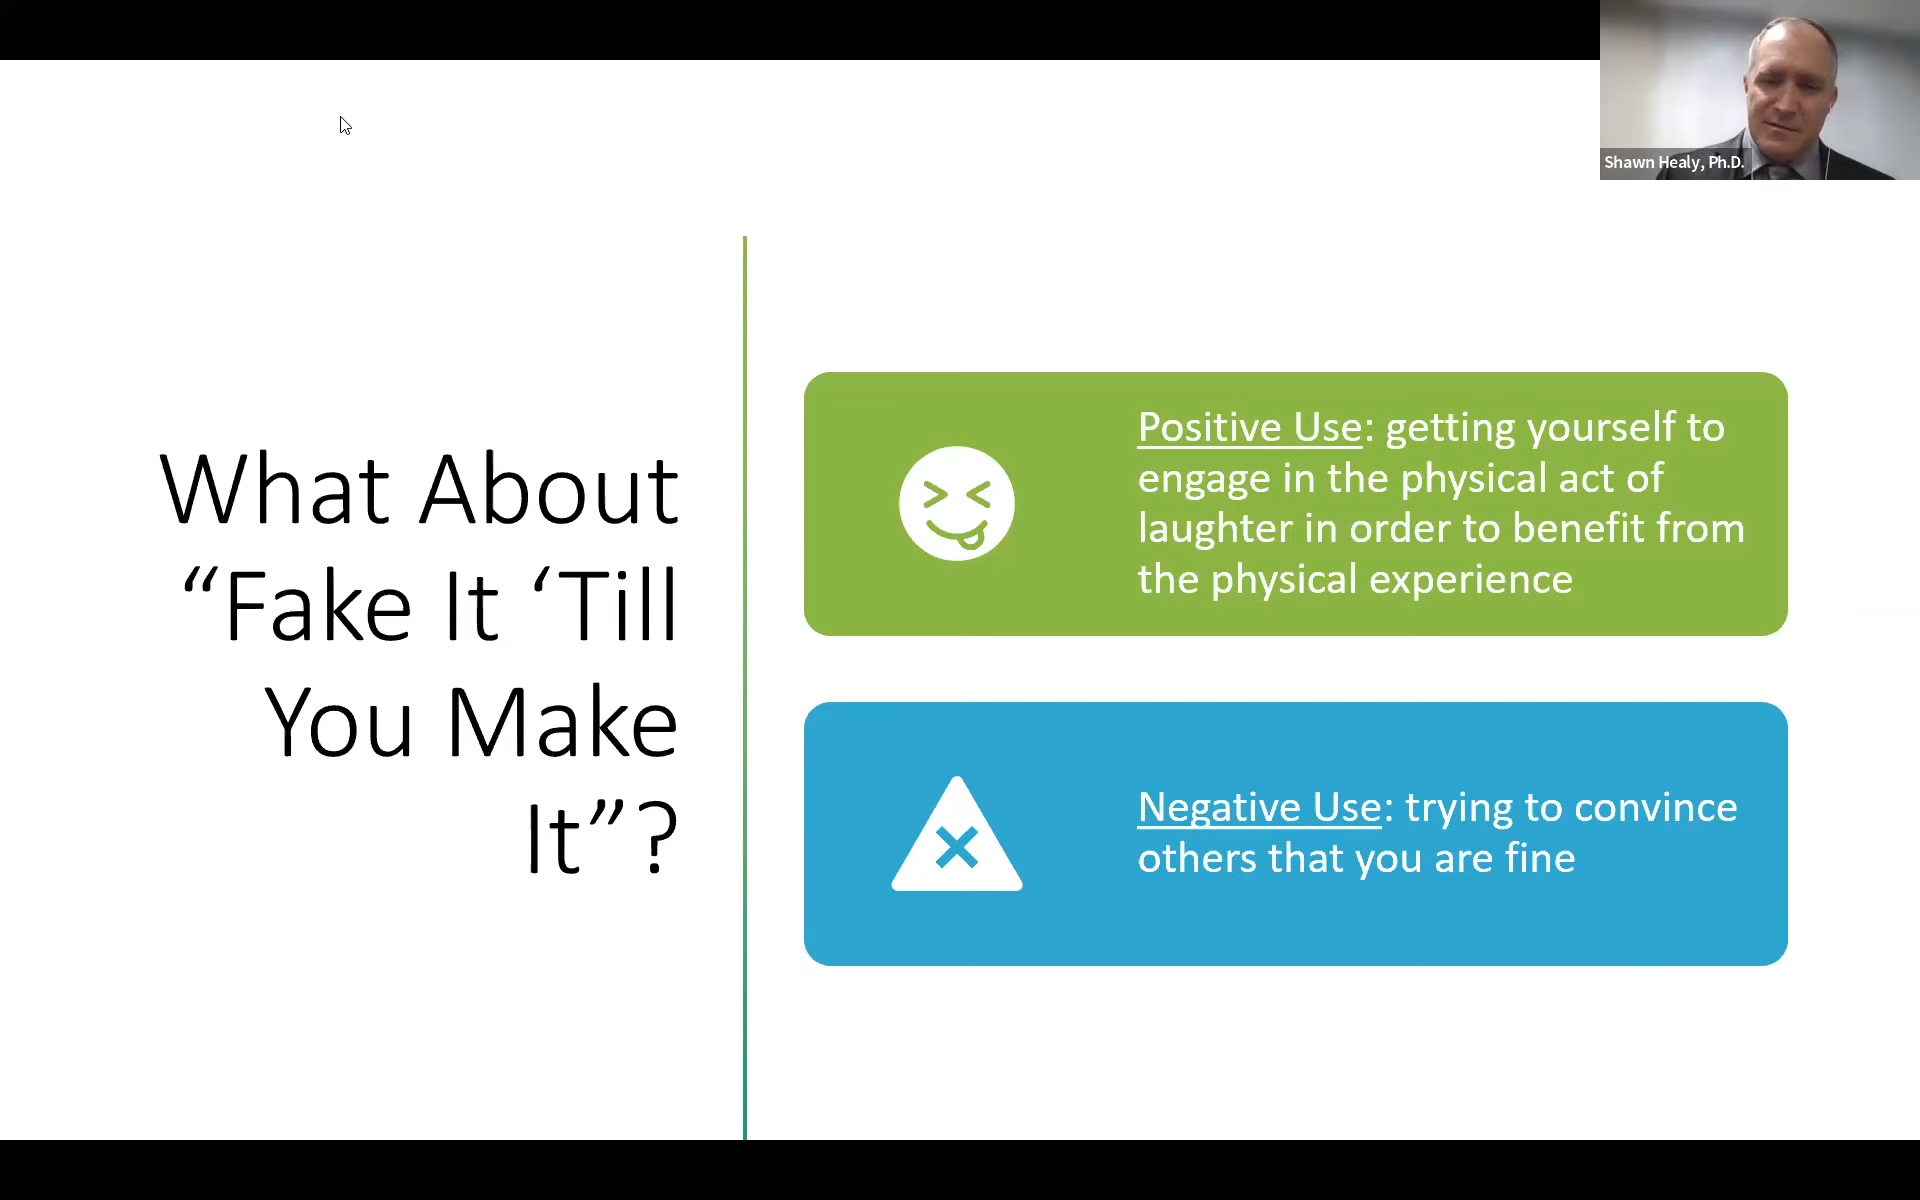 Shawn Healy, Ph.D.
What About
“Fake It ‘Till
You Make
It”?
Positive Use: getting yourself to
engage in the physical act of
laughter in order to benefit from
the physical experience
Negative Use: trying to convince
others that you are fine